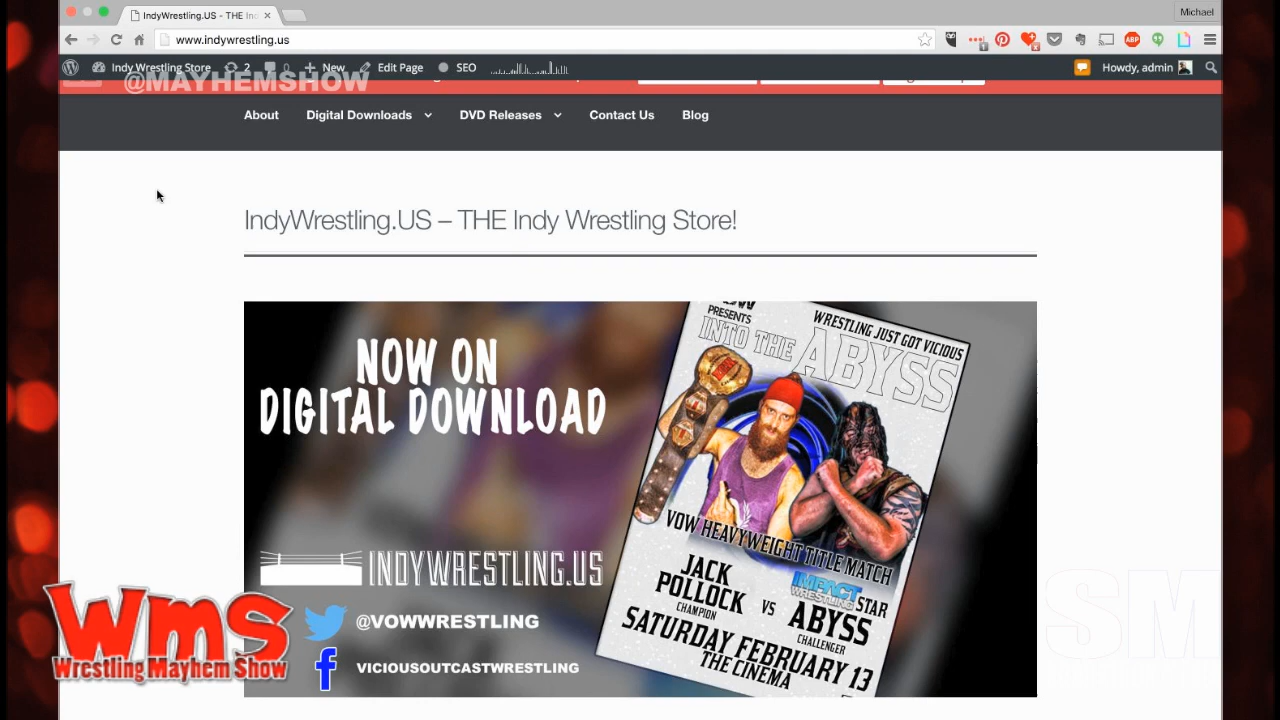 IndyWrestling.US – THE Ind
Michael
www.indywrestling.us
Indy Wrestling Store
2
0
New
Edit Page
SEO
Howdy, admin
@MAYHEMSHOW
About
Digital Downloads
DVD Releases
Contact Us
Blog
IndyWrestling.US – THE Indy Wrestling Store!
NOW ON
DIGITAL DOWNLOAD
INDYWRESTLING.US
@VOWWRESTLING
VICIOUSOUTCASTWRESTLING
PRESENTS
WRESTLING JUST GOT VICIOUS
INTO THE
ABYSS
VOW HEAVYWEIGHT TITLE MATCH
JACK
POLLOCK
CHAMPION
VS
IMPACT
WRESTLING
STAR
ABYSS
CHALLENGER
SATURDAY FEBRUARY 13
THE CINEMA
WmS
Wrestling Mayhem Show
SM
ABP